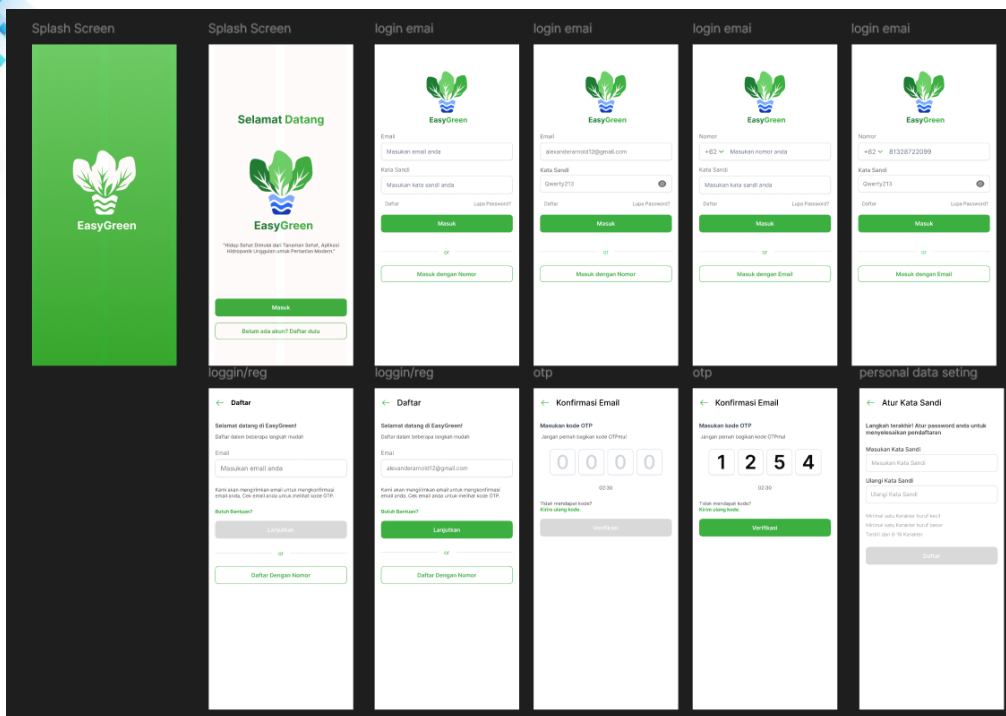 Splash Screen
EasyGreen
Splash Screen
Selamat Datang
EasyGreen
"Hidup Sehat Dimulai dari Tanaman Sehat, Aplikasi
Hidroponik Unggulan untuk Pertanian Modern."
Masuk
Belum ada akun? Daftar dulu
login emai
EasyGreen
Email
Masukan email anda
Kata Sandi
Masukan kata sandi anda
Daftar
Lupa Password?
Masuk
or
Masuk dengan Nomor
login emai
EasyGreen
Email
alexanderarnold12@gmail.com
Kata Sandi
Qwerty213
Daftar
Lupa Password?
Masuk
or
Masuk dengan Nomor
login emai
EasyGreen
Nomor
+62 Masukan nomor anda
Kata Sandi
Masukan kata sandi anda
Daftar
Lupa Password?
Masuk
or
Masuk dengan Email
login emai
EasyGreen
Nomor
+62 81328722099
Kata Sandi
Qwerty213
Daftar
Lupa Password?
Masuk
or
Masuk dengan Email
loggin/reg
← Daftar
Selamat datang di EasyGreen!
Daftar dalam beberapa langkah mudah
Email
Masukan email anda
Kami akan mengirimkan email untuk mengkonfirmasi
email anda. Cek email anda untuk melihat kode OTP.
Butuh Bantuan?
Lanjutkan
or
Daftar Dengan Nomor
loggin/reg
← Daftar
Selamat datang di EasyGreen!
Daftar dalam beberapa langkah mudah
Email
alexanderarnold12@gmail.com
Kami akan mengirimkan email untuk mengkonfirmasi
email anda. Cek email anda untuk melihat kode OTP.
Butuh Bantuan?
Lanjutkan
or
Daftar Dengan Nomor
otp
← Konfirmasi Email
Masukan kode OTP
Jangan pernah bagikan kode OTPmu!
0 0 0 0
02:30
Tidak mendapat kode?
Kirim ulang kode.
Verifikasi
otp
← Konfirmasi Email
Masukan kode OTP
Jangan pernah bagikan kode OTPmu!
1 2 5 4
02:30
Tidak mendapat kode?
Kirim ulang kode.
Verifikasi
personal data seting
← Atur Kata Sandi
Langkah terakhir! Atur password anda untuk
menyelesaikan pendaftaran
Masukan Kata Sandi
Masukan Kata Sandi
Ulangi Kata Sandi
Ulangi Kata Sandi
Minimal satu Karakter huruf kecil
Minimal satu Karakter huruf besar
Terdiri dari 8-16 Karakter
Daftar